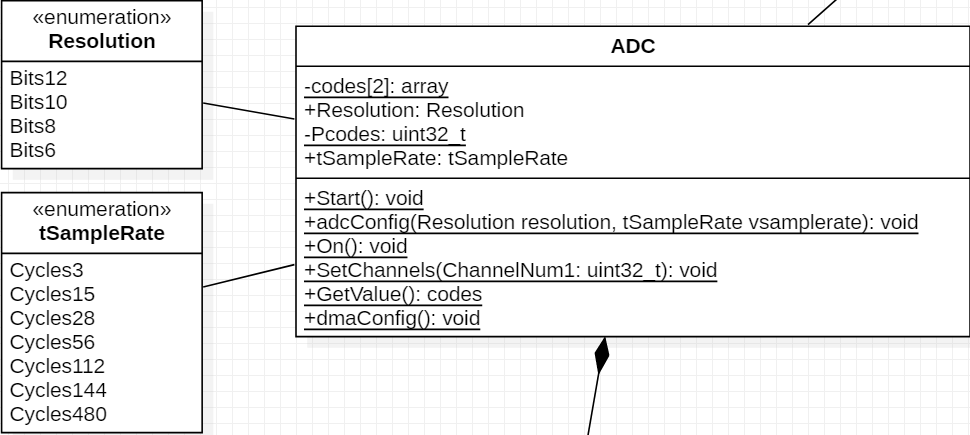 «enumeration»
Resolution
Bits12
Bits10
Bits8
Bits6
«enumeration»
tSampleRate
Cycles3
Cycles15
Cycles28
Cycles56
Cycles112
Cycles144
Cycles480
ADC
-codes[2]: array
+Resolution: Resolution
-Pcodes: uint32_t
+tSampleRate: tSampleRate
+Start(): void
+adcConfig(Resolution resolution, tSampleRate vsamplerate): void
+On(): void
+SetChannels(ChannelNum1: uint32_t): void
+GetValue(): codes
+dmaConfig(): void